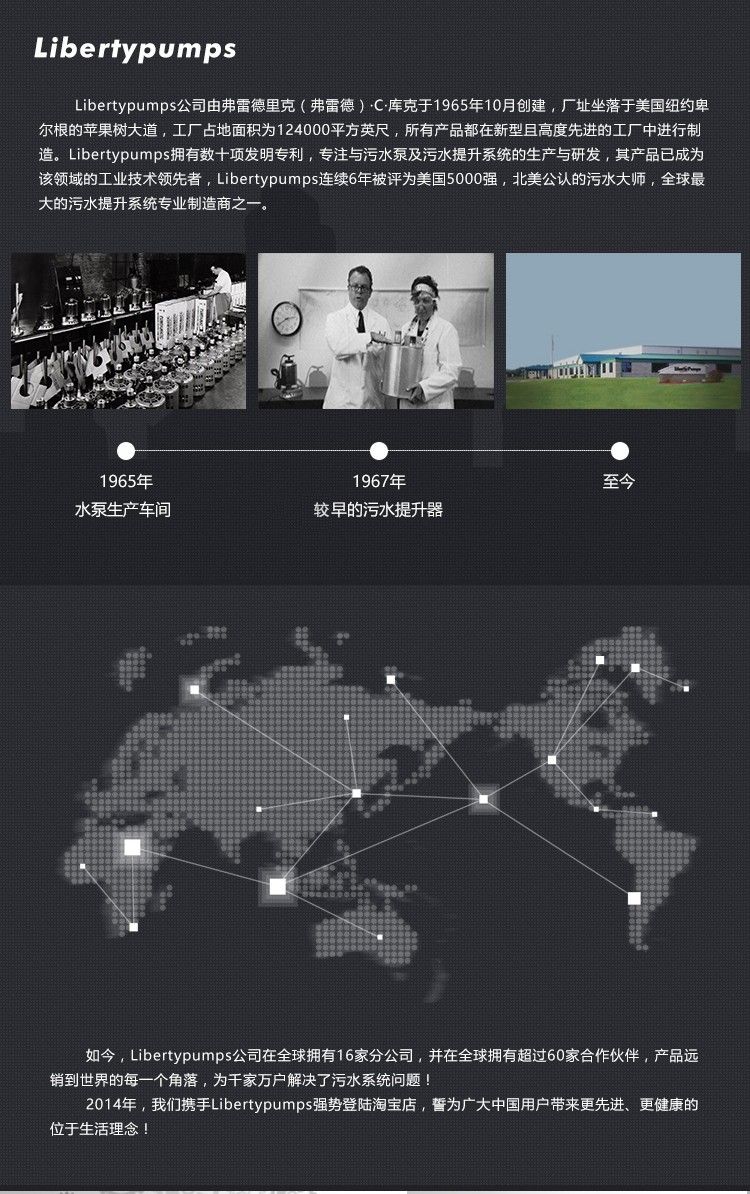 Libertypumps
Libertypumps公司由弗雷德里克（弗雷德）·C·库克于1965年10月创建，厂址坐落于美国纽约卑
尔根的苹果树大道，工厂占地面积为124000平方英尺，所有产品都在新型且高度先进的工厂中进行制
造。Libertypumps拥有数十项发明专利，专注与污水泵及污水提升系统的生产与研发，其产品已成为
该领域的工业技术领先者，Libertypumps连续6年被评为美国5000强，北美公认的污水大师，全球最
大的污水提升系统专业制造商之一。
LibertyPumps
1965年
1967年
至今
水泵生产车间
较早的污水提升器
如今，Libertypumps公司在全球拥有16家分公司，并在全球拥有超过60家合作伙伴，产品远
销到世界的每一个角落，为千家万户解决了污水系统问题！
2014年，我们携手Libertypumps强势登陆淘宝店，誓为广大中国用户带来更先进、更健康的
位于生活理念！